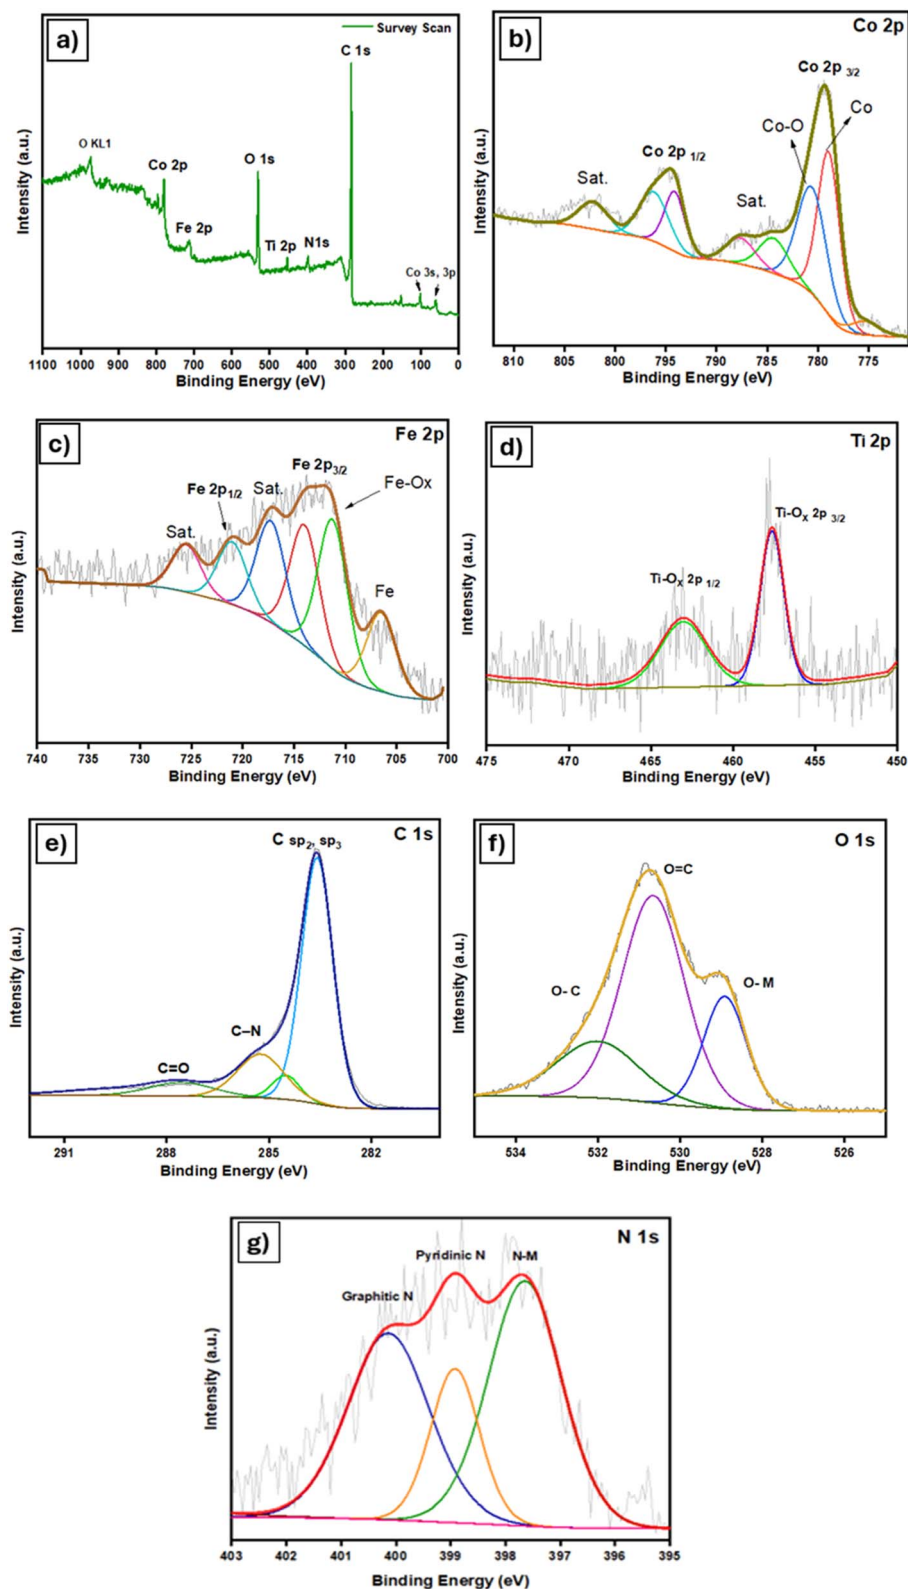 a)
Survey Scan
C 1s
O KL1
Co 2p
O 1s
Fe 2p
Ti 2p
N1s
Co 3s, 3p
Intensity (a.u.)
1100 1000 900 800 700 600 500 400 300 200 100 0
Binding Energy (eV)
b)
Co 2p
Co 2p 3/2
Co
Co-O
Co 2p 1/2
Sat.
Sat.
Intensity (a.u.)
810 805 800 795 790 785 780 775
Binding Energy (eV)
c)
Fe 2p
Fe 2p3/2
Fe-Ox
Sat.
Fe 2p1/2
Sat.
Fe
Intensity (a.u.)
740 735 730 725 720 715 710 705 700
Binding Energy (eV)
d)
Ti 2p
Ti-OX 2p 3/2
Ti-OX 2p 1/2
Intensity (a.u.)
475 470 465 460 455 450
Binding Energy (eV)
e)
C 1s
C sp2, sp3
C–N
C=O
Intensity (a.u.)
291 288 285 282
Binding Energy (eV)
f)
O 1s
O=C
O- C
O- M
Intensity (a.u.)
534 532 530 528 526
Binding Energy (eV)
g)
N 1s
Pyridinic N
N-M
Graphitic N
Intensity (a.u.)
403 402 401 400 399 398 397 396 395
Binding Energy (eV)